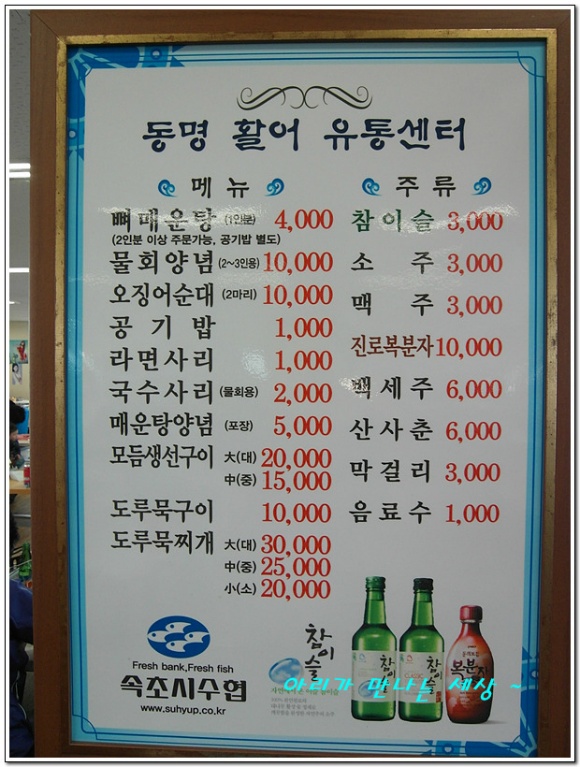 동명 활어 유통센터
메 뉴
뼈매운탕 (1인분) 4,000
(2인분 이상 주문가능, 공기밥 별도)
물회양념 (2~3인용) 10,000
오징어순대 (2마리) 10,000
공 기 밥 1,000
라면사리 1,000
국수사리 (물회용) 2,000
매운탕양념 (포장) 5,000
모듬생선구이 大(대) 20,000
中(중) 15,000
도루묵구이 10,000
도루묵찌개 大(대) 30,000
中(중) 25,000
小(소) 20,000
주 류
참이슬 3,000
소 주 3,000
맥 주 3,000
진로복분자 10,000
백세주 6,000
산사춘 6,000
막걸리 3,000
음료수 1,000
Fresh bank, Fresh fish
속초시수협
www.suhyup.co.kr
참이슬
참이슬
참이슬
복분자
아리가 만나는 세상 ~